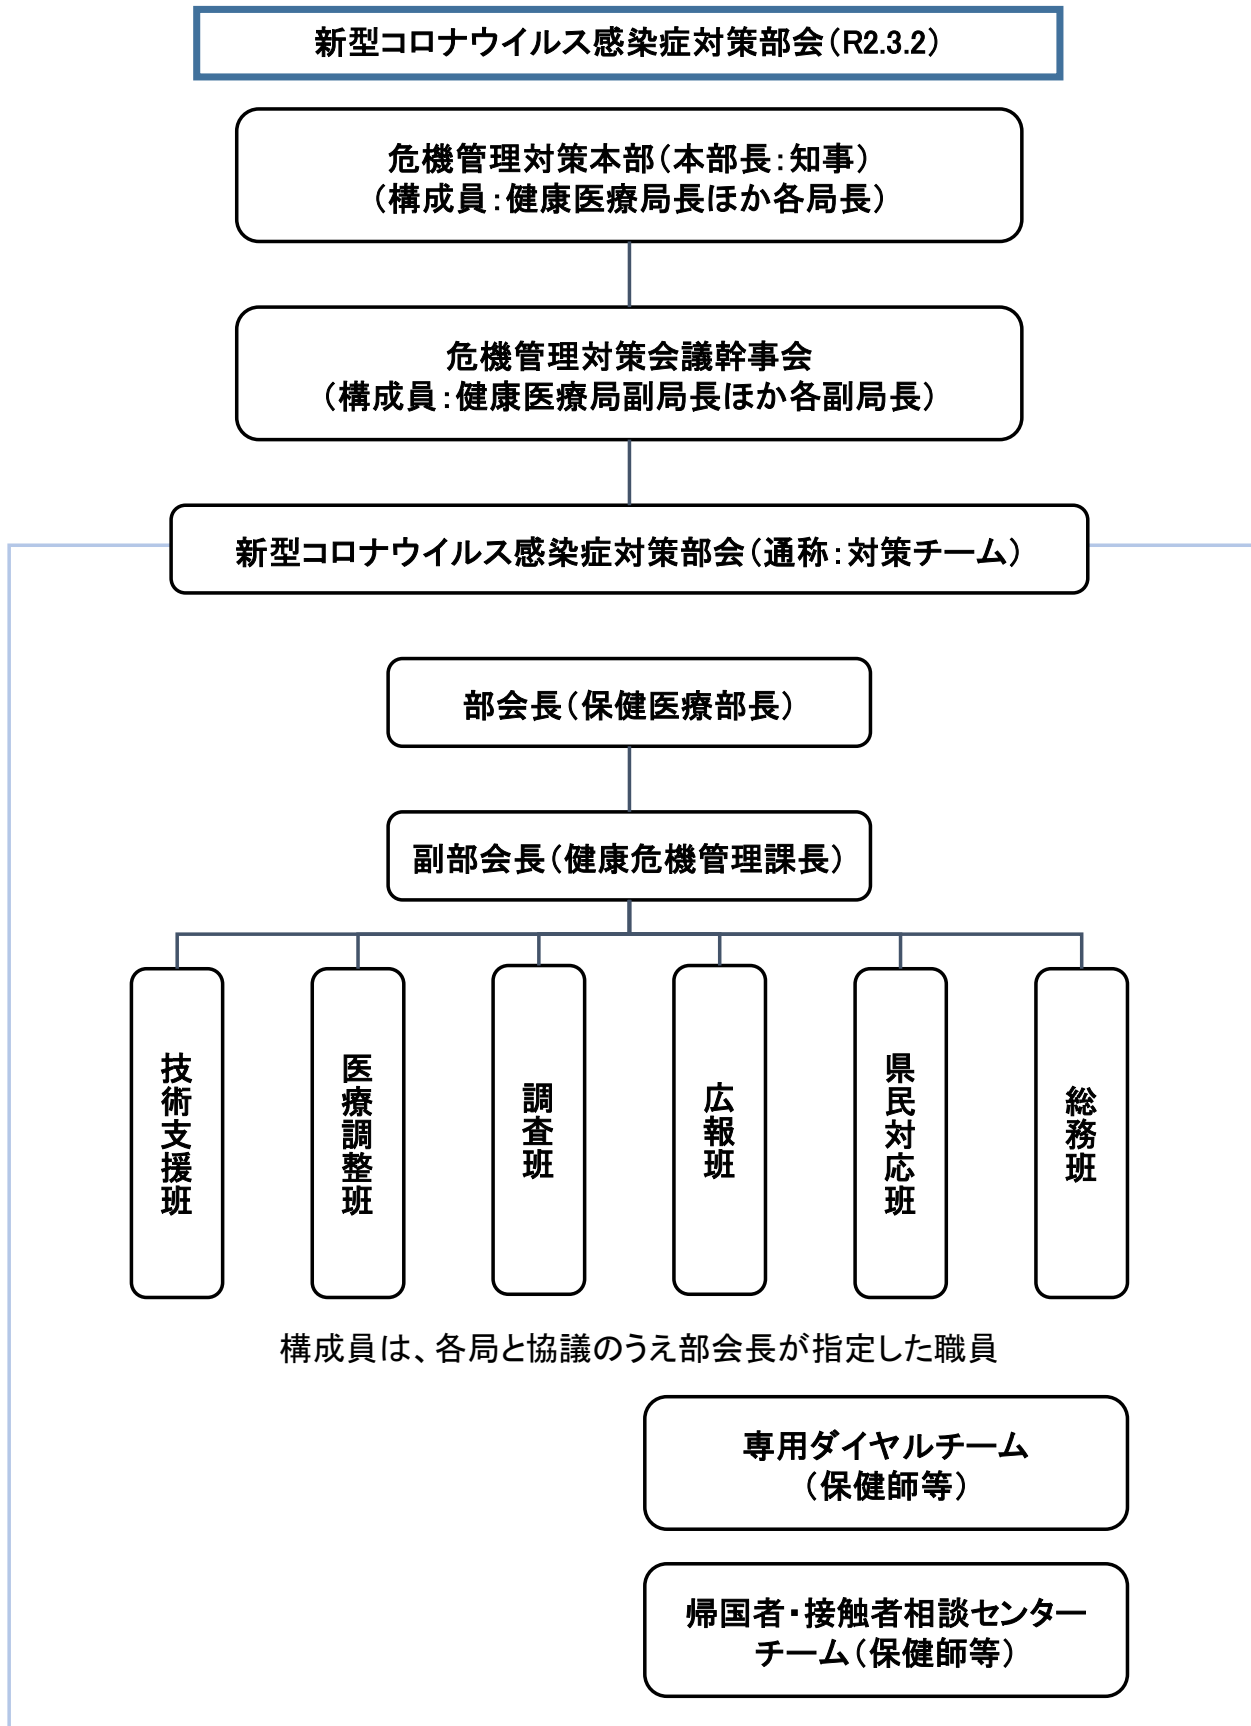 新型コロナウイルス感染症対策部会（R2.3.2）
危機管理対策本部（本部長：知事）
（構成員：健康医療局長ほか各局長）
危機管理対策会議幹事会
（構成員：健康医療局副局長ほか各副局長）
新型コロナウイルス感染症対策部会（通称：対策チーム）
部会長（保健医療部長）
副部会長（健康危機管理課長）
技術支援班
医療調整班
調査班
広報班
県民対応班
総務班
構成員は、各局と協議のうえ部会長が指定した職員
専用ダイヤルチーム
（保健師等）
帰国者・接触者相談センター
チーム（保健師等）